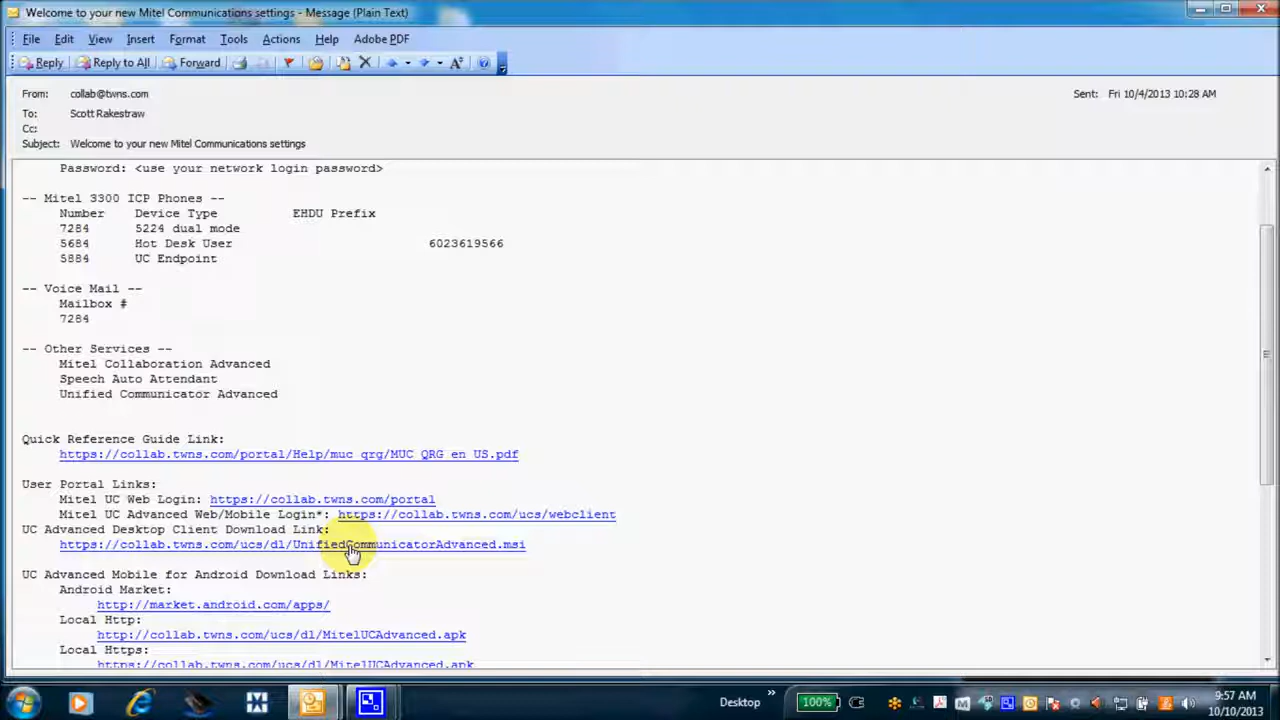 Welcome to your new Mitel Communications settings - Message (Plain Text)
File Edit View Insert Format Tools Actions Help Adobe PDF
Reply Reply to All Forward
From: collab@twns.com Sent: Fri 10/4/2013 10:28 AM
To: Scott Rakestraw
Cc:
Subject: Welcome to your new Mitel Communications settings
Password: <use your network login password>
-- Mitel 3300 ICP Phones --
Number Device Type EHDU Prefix
7284 5224 dual mode
5684 Hot Desk User 6023619566
5884 UC Endpoint
-- Voice Mail --
Mailbox #
7284
-- Other Services --
Mitel Collaboration Advanced
Speech Auto Attendant
Unified Communicator Advanced
Quick Reference Guide Link:
https://collab.twns.com/portal/Help/muc_qrg/MUC_QRG_en_US.pdf
User Portal Links:
Mitel UC Web Login: https://collab.twns.com/portal
Mitel UC Advanced Web/Mobile Login*: https://collab.twns.com/ucs/webclient
UC Advanced Desktop Client Download Link:
https://collab.twns.com/ucs/dl/UnifiedCommunicatorAdvanced.msi
UC Advanced Mobile for Android Download Links:
Android Market:
http://market.android.com/apps/
Local Http:
http://collab.twns.com/ucs/dl/MitelUCAdvanced.apk
Local Https:
https://collab.twns.com/ucs/dl/MitelUCAdvanced.apk
Desktop » 100% 9:57 AM
10/10/2013